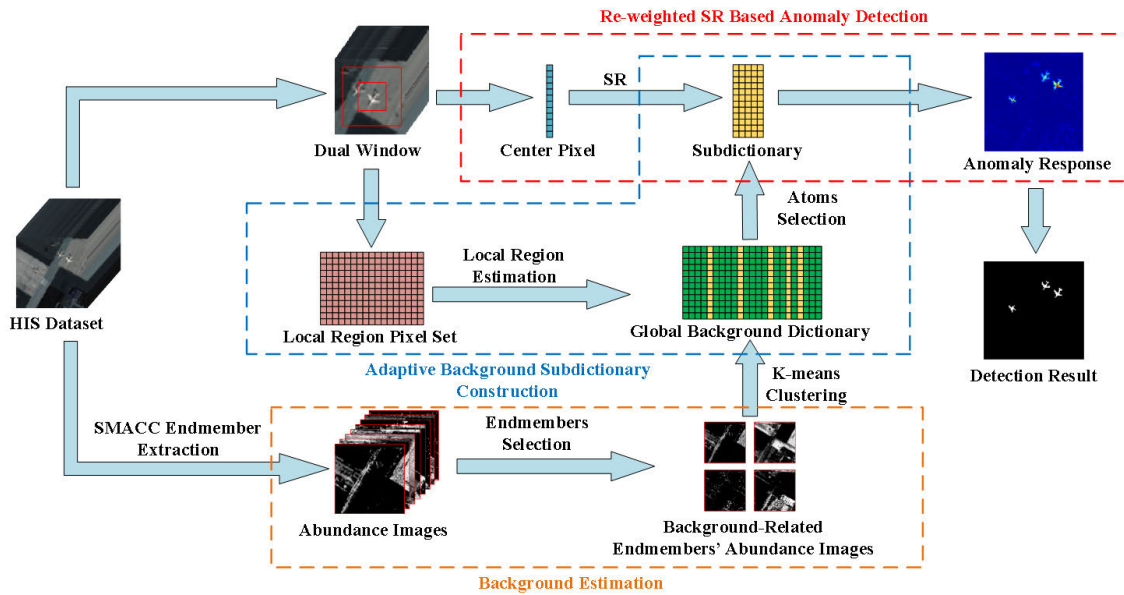 Re-weighted SR Based Anomaly Detection
SR
Dual Window
Center Pixel
Subdictionary
Anomaly Response
Atoms
Selection
Local Region
Estimation
HIS Dataset
Local Region Pixel Set
Global Background Dictionary
Adaptive Background Subdictionary
Construction
K-means
Clustering
Detection Result
SMACC Endmember
Extraction
Endmembers
Selection
Abundance Images
Background-Related
Endmembers’ Abundance Images
Background Estimation